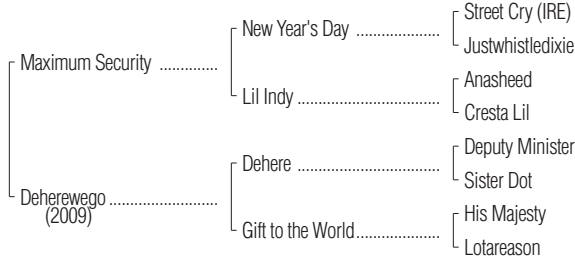 Street Cry (IRE)
New Year's Day ........................
Justwhistledixie
Maximum Security ..............
Anasheed
Lil Indy ..................................
Cresta Lil
Deputy Minister
Dehere ..................................
Sister Dot
Deherewego ..........................
(2009)
His Majesty
Gift to the World....................
Lotareason